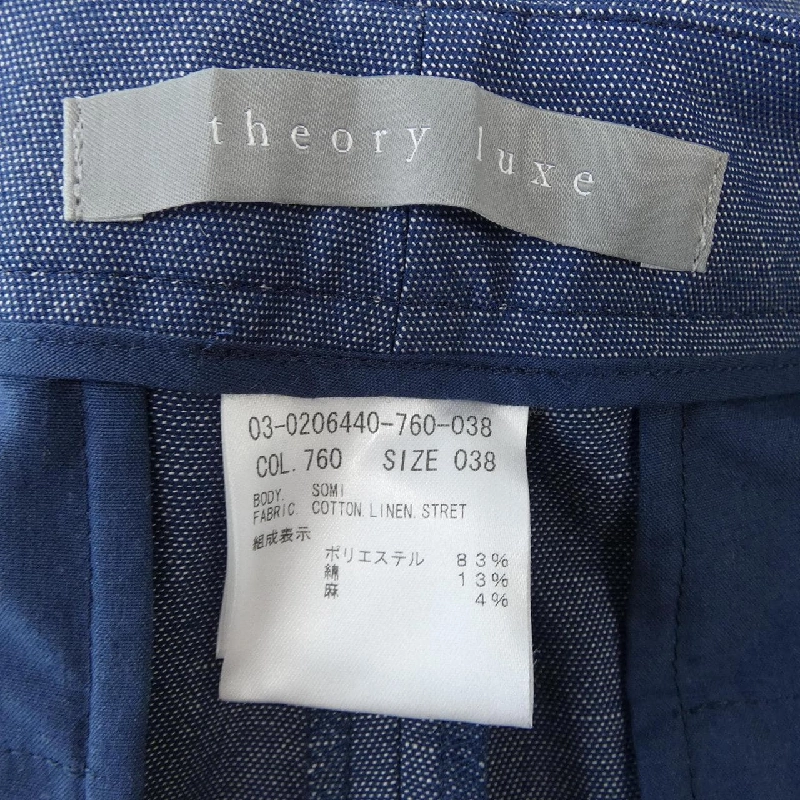 theory luxe
03-0206440-760-038
COL. 760 SIZE 038
BODY. SOMI
FABRIC. COTTON.LINEN.STRET
組成表示
ポリエステル 83%
綿 13%
麻 4%